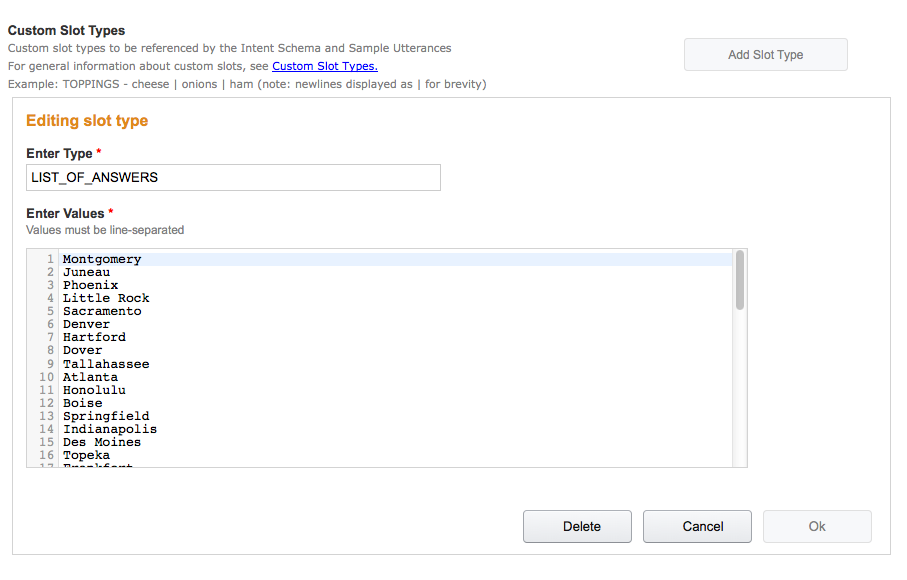 Custom Slot Types
Custom slot types to be referenced by the Intent Schema and Sample Utterances
For general information about custom slots, see Custom Slot Types.
Example: TOPPINGS - cheese | onions | ham (note: newlines displayed as | for brevity)
Add Slot Type
Editing slot type
Enter Type *
LIST_OF_ANSWERS
Enter Values *
Values must be line-separated
1 Montgomery
2 Juneau
3 Phoenix
4 Little Rock
5 Sacramento
6 Denver
7 Hartford
8 Dover
9 Tallahassee
10 Atlanta
11 Honolulu
12 Boise
13 Springfield
14 Indianapolis
15 Des Moines
16 Topeka
17 Frankfort
Delete
Cancel
Ok